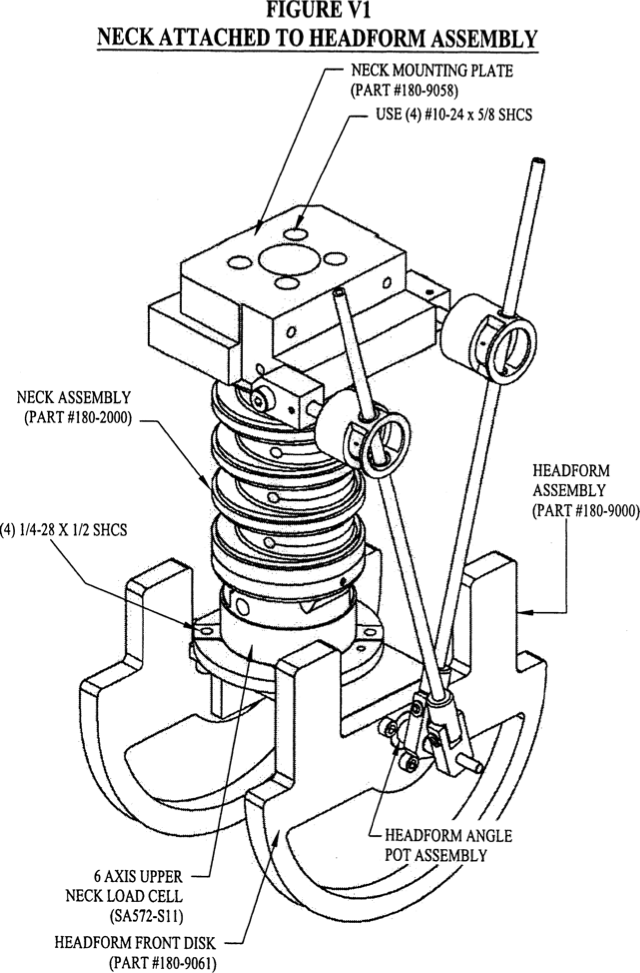 FIGURE V1
NECK ATTACHED TO HEADFORM ASSEMBLY
NECK MOUNTING PLATE
(PART #180-9058)
USE (4) #10-24 x 5/8 SHCS
NECK ASSEMBLY
(PART #180-2000)
HEADFORM
ASSEMBLY
(PART #180-9000)
(4) 1/4-28 X 1/2 SHCS
HEADFORM ANGLE
POT ASSEMBLY
6 AXIS UPPER
NECK LOAD CELL
(SA572-S11)
HEADFORM FRONT DISK
(PART #180-9061)